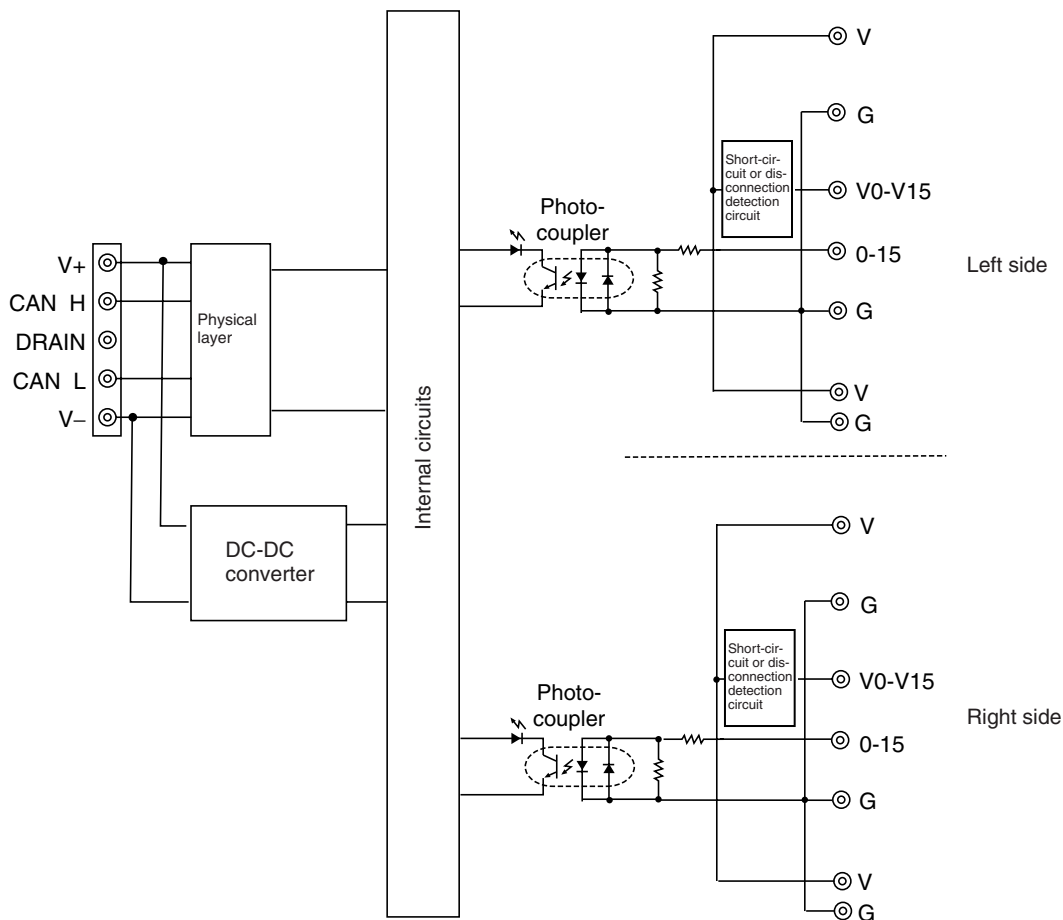 V+
CAN H
DRAIN
CAN L
V–
Physical
layer
DC-DC
converter
Internal circuits
Photo-
coupler
Short-cir-
cuit or dis-
connection
detection
circuit
V
G
V0-V15
0-15
G
V
G
Left side
Photo-
coupler
Short-cir-
cuit or dis-
connection
detection
circuit
V
G
V0-V15
0-15
G
V
G
Right side